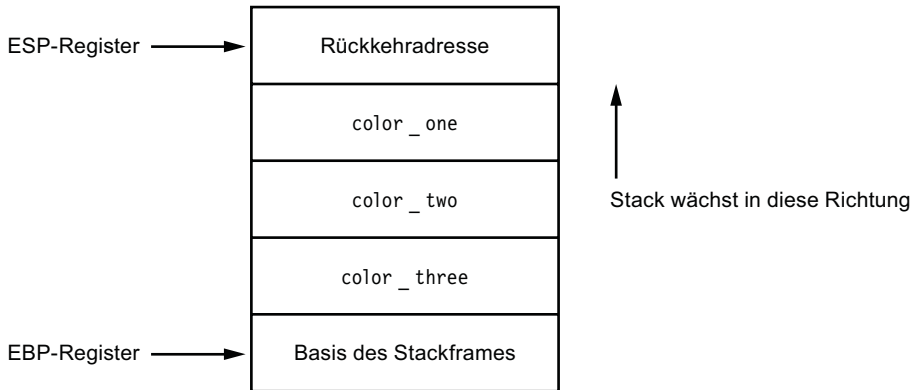 ESP-Register
Rückkehradresse
color _ one
color _ two
Stack wächst in diese Richtung
color _ three
EBP-Register
Basis des Stackframes